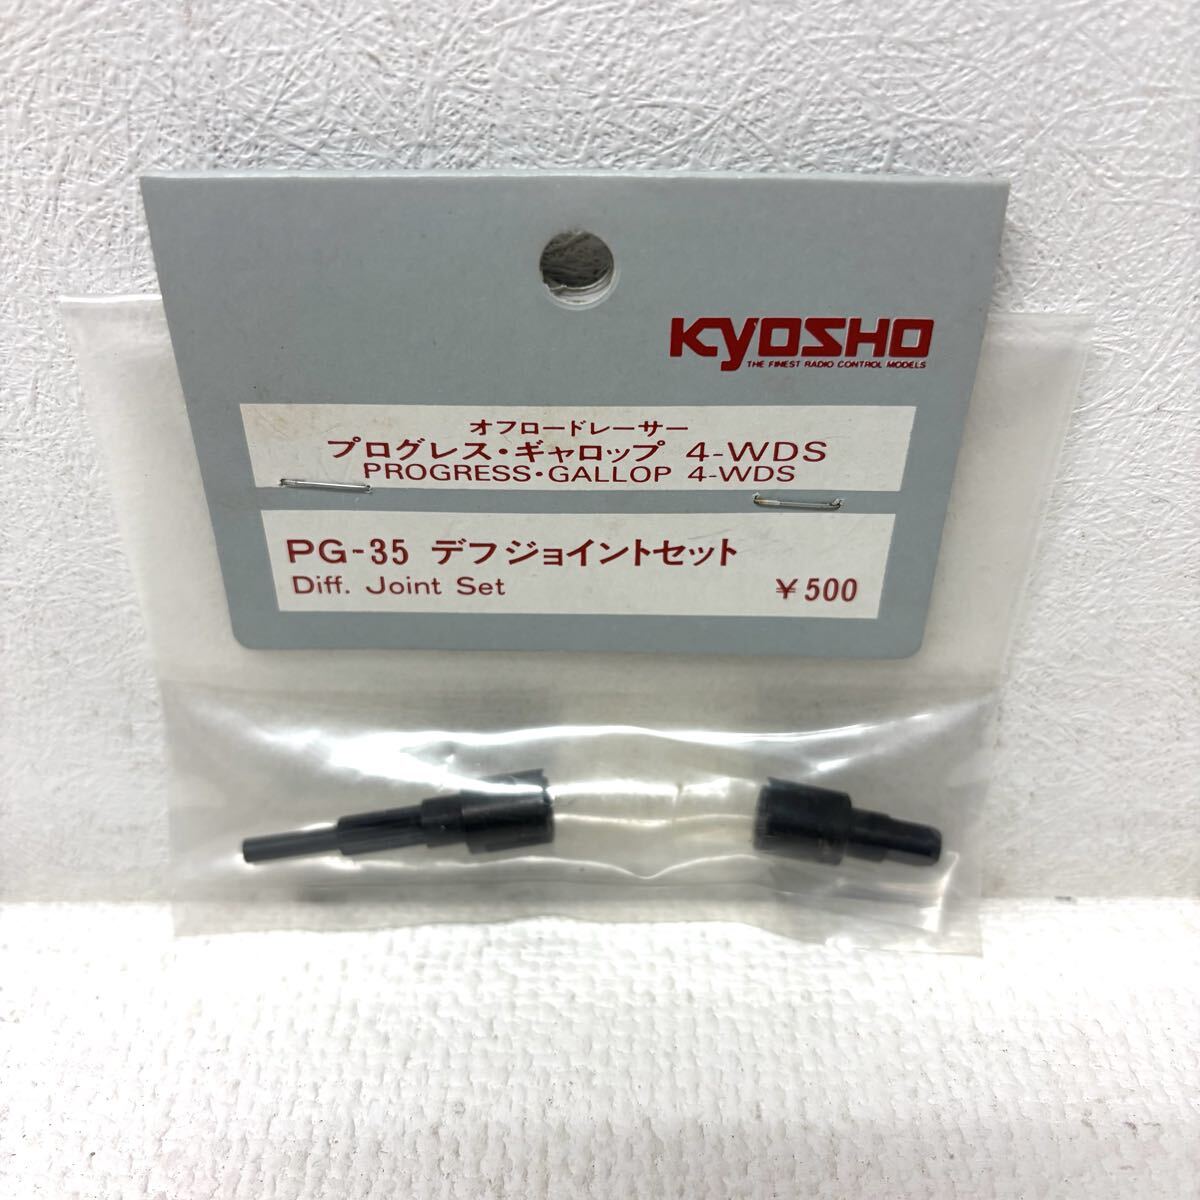 KYOSHO
THE FINEST RADIO CONTROL MODELS
オフロードレーサー
プログレス・ギャロップ 4-WDS
PROGRESS・GALLOP 4-WDS
PG-35 デフジョイントセット
Diff. Joint Set ￥500